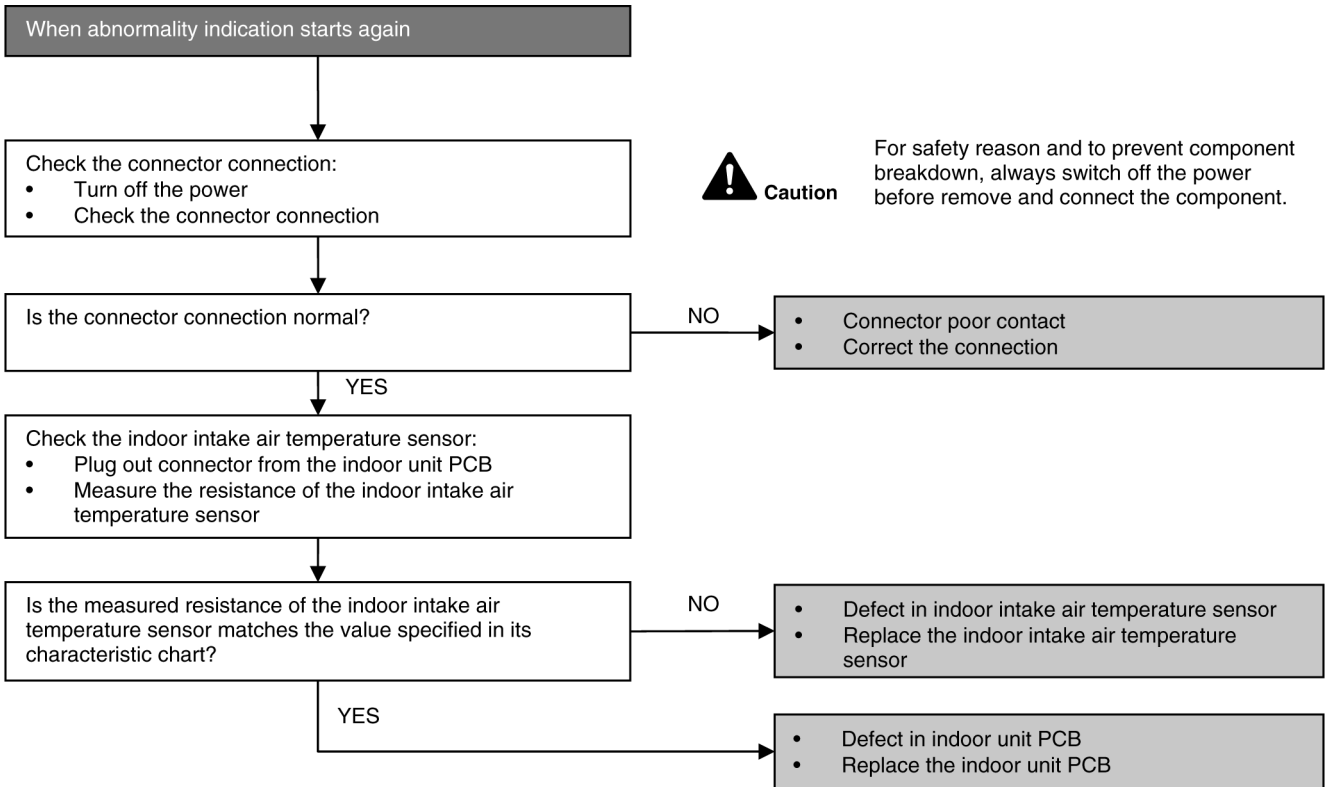 When abnormality indication starts again
Check the connector connection:
• Turn off the power
• Check the connector connection
Caution
For safety reason and to prevent component
breakdown, always switch off the power
before remove and connect the component.
Is the connector connection normal?
NO
• Connector poor contact
• Correct the connection
YES
Check the indoor intake air temperature sensor:
• Plug out connector from the indoor unit PCB
• Measure the resistance of the indoor intake air
temperature sensor
Is the measured resistance of the indoor intake air
temperature sensor matches the value specified in its
characteristic chart?
NO
• Defect in indoor intake air temperature sensor
• Replace the indoor intake air temperature
sensor
YES
• Defect in indoor unit PCB
• Replace the indoor unit PCB